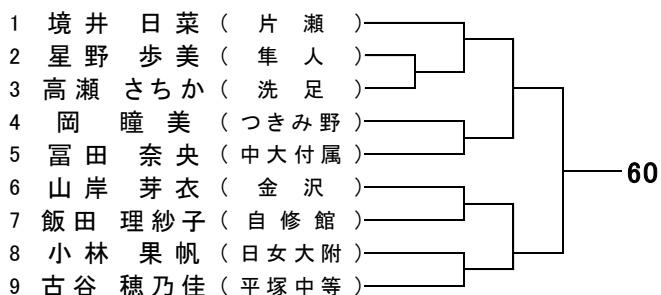 1 境井 日菜 ( 片瀬 )
2 星野 歩美 ( 隼人 )
3 高瀬 さちか ( 洗足 )
4 岡 瞳美 ( つきみ野 )
5 冨田 奈央 ( 中大付属 )
6 山岸 芽衣 ( 金沢 )
7 飯田 理紗子 ( 自修館 )
8 小林 果帆 ( 日女大附 )
9 古谷 穂乃佳 ( 平塚中等 )
60